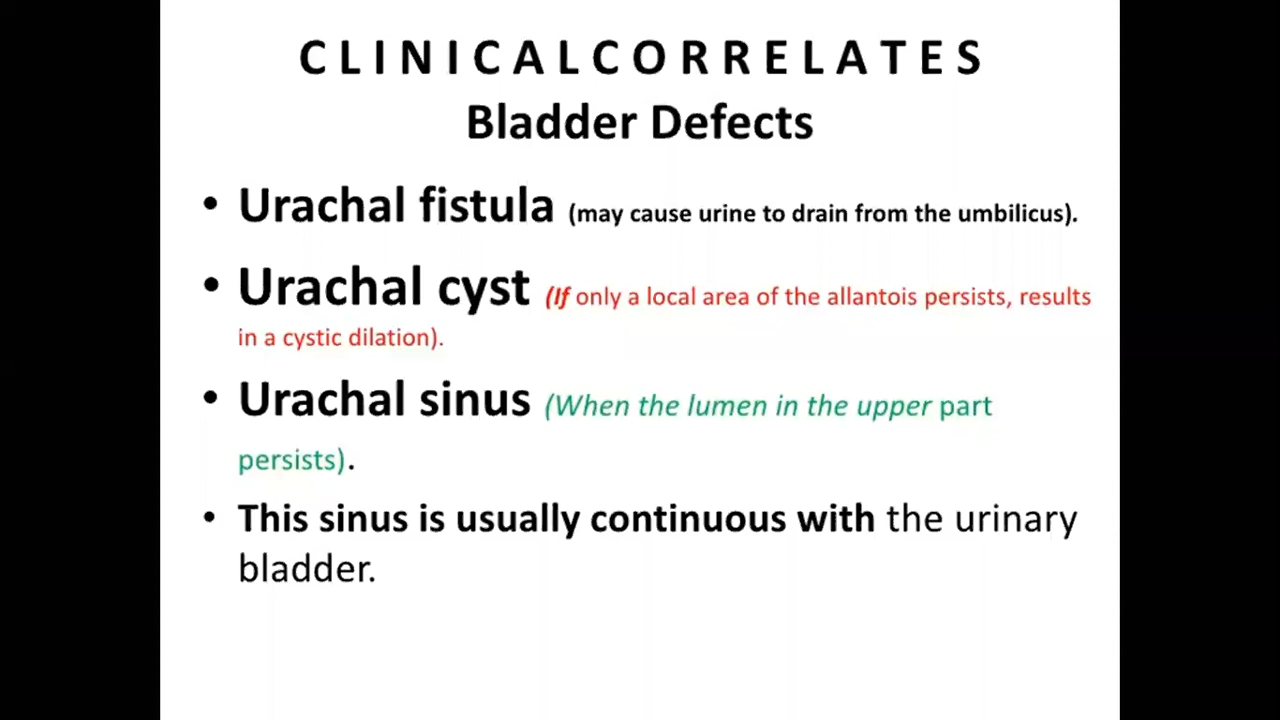 C L I N I C A L C O R R E L A T E S
Bladder Defects
• Urachal fistula (may cause urine to drain from the umbilicus).
• Urachal cyst (If only a local area of the allantois persists, results
in a cystic dilation).
• Urachal sinus (When the lumen in the upper part
persists).
• This sinus is usually continuous with the urinary
bladder.